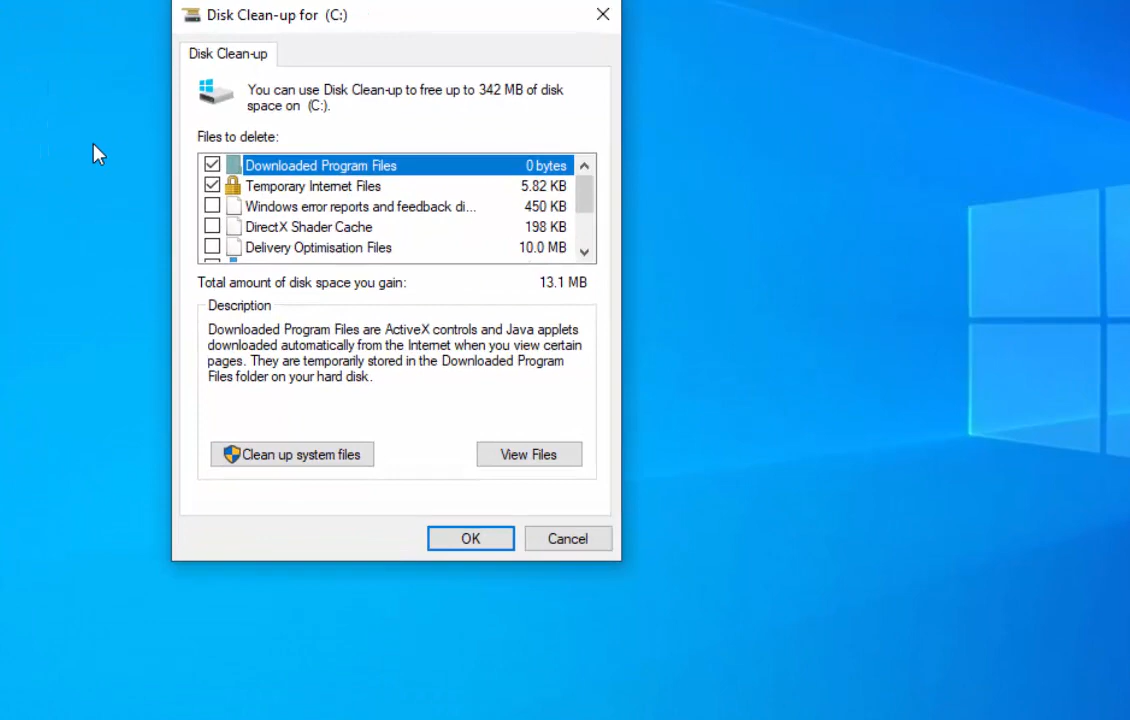 Disk Clean-up for (C:)
Disk Clean-up
You can use Disk Clean-up to free up to 342 MB of disk
space on (C:).
Files to delete:
Downloaded Program Files 0 bytes
Temporary Internet Files 5.82 KB
Windows error reports and feedback di... 450 KB
DirectX Shader Cache 198 KB
Delivery Optimisation Files 10.0 MB
Total amount of disk space you gain: 13.1 MB
Description
Downloaded Program Files are ActiveX controls and Java applets
downloaded automatically from the Internet when you view certain
pages. They are temporarily stored in the Downloaded Program
Files folder on your hard disk.
Clean up system files View Files
OK Cancel